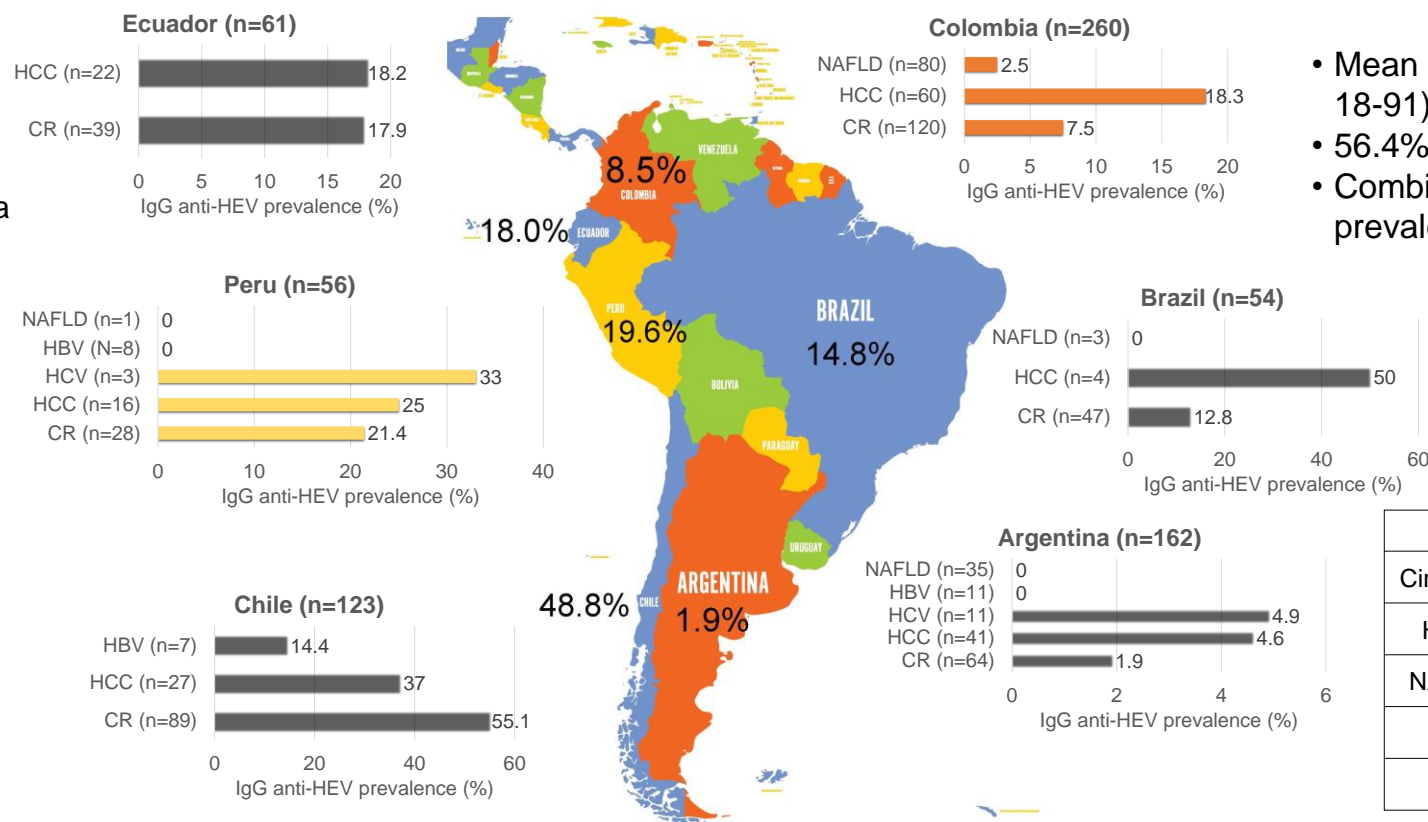 Ecuador (n=61)
HCC (n=22)
18.2
CR (n=39)
17.9
0 5 10 15 20
IgG anti-HEV prevalence (%)
a
Colombia (n=260)
NAFLD (n=80)
2.5
HCC (n=60)
18.3
CR (n=120)
7.5
0 5 10 15 20
IgG anti-HEV prevalence (%)
• Mean
18-91)
• 56.4%
• Combi
prevale
8.5%
COLOMBIA
VENEZUELA
18.0%
ECUADOR
PERU
19.6%
BRAZIL
14.8%
BOLIVIA
PARAGUAY
URUGUAY
ARGENTINA
1.9%
48.8%
CHILE
Peru (n=56)
NAFLD (n=1)
0
HBV (N=8)
0
HCV (n=3)
33
HCC (n=16)
25
CR (n=28)
21.4
0 10 20 30 40
IgG anti-HEV prevalence (%)
Brazil (n=54)
NAFLD (n=3)
0
HCC (n=4)
50
CR (n=47)
12.8
0 20 40 60
IgG anti-HEV prevalence (%)
Chile (n=123)
HBV (n=7)
14.4
HCC (n=27)
37
CR (n=89)
55.1
0 20 40 60
IgG anti-HEV prevalence (%)
Argentina (n=162)
NAFLD (n=35)
0
HBV (n=11)
0
HCV (n=11)
4.9
HCC (n=41)
4.6
CR (n=64)
1.9
0 2 4 6
IgG anti-HEV prevalence (%)
Cir
H
N